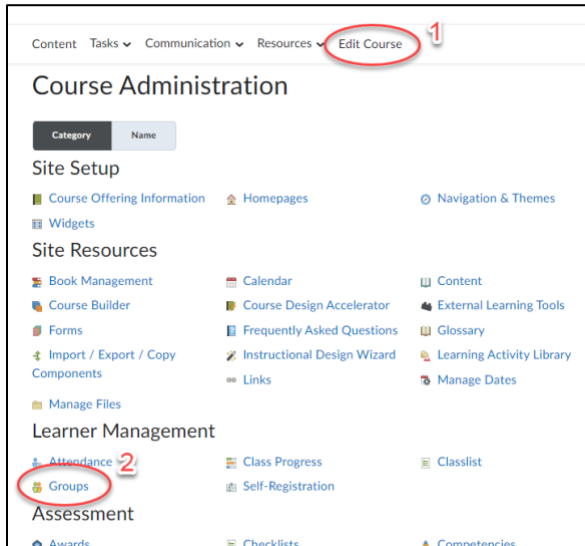 Content Tasks Communication Resources Edit Course 1
Course Administration
Category Name
Site Setup
Course Offering Information Homepages Navigation & Themes
Widgets
Site Resources
Book Management Calendar Content
Course Builder Course Design Accelerator External Learning Tools
Forms Frequently Asked Questions Glossary
Import / Export / Copy Instructional Design Wizard Learning Activity Library
Components Links Manage Dates
Manage Files
Learner Management
Attendance 2 Class Progress Classlist
Groups Self-Registration
Assessment
Awards Checklists Competencies